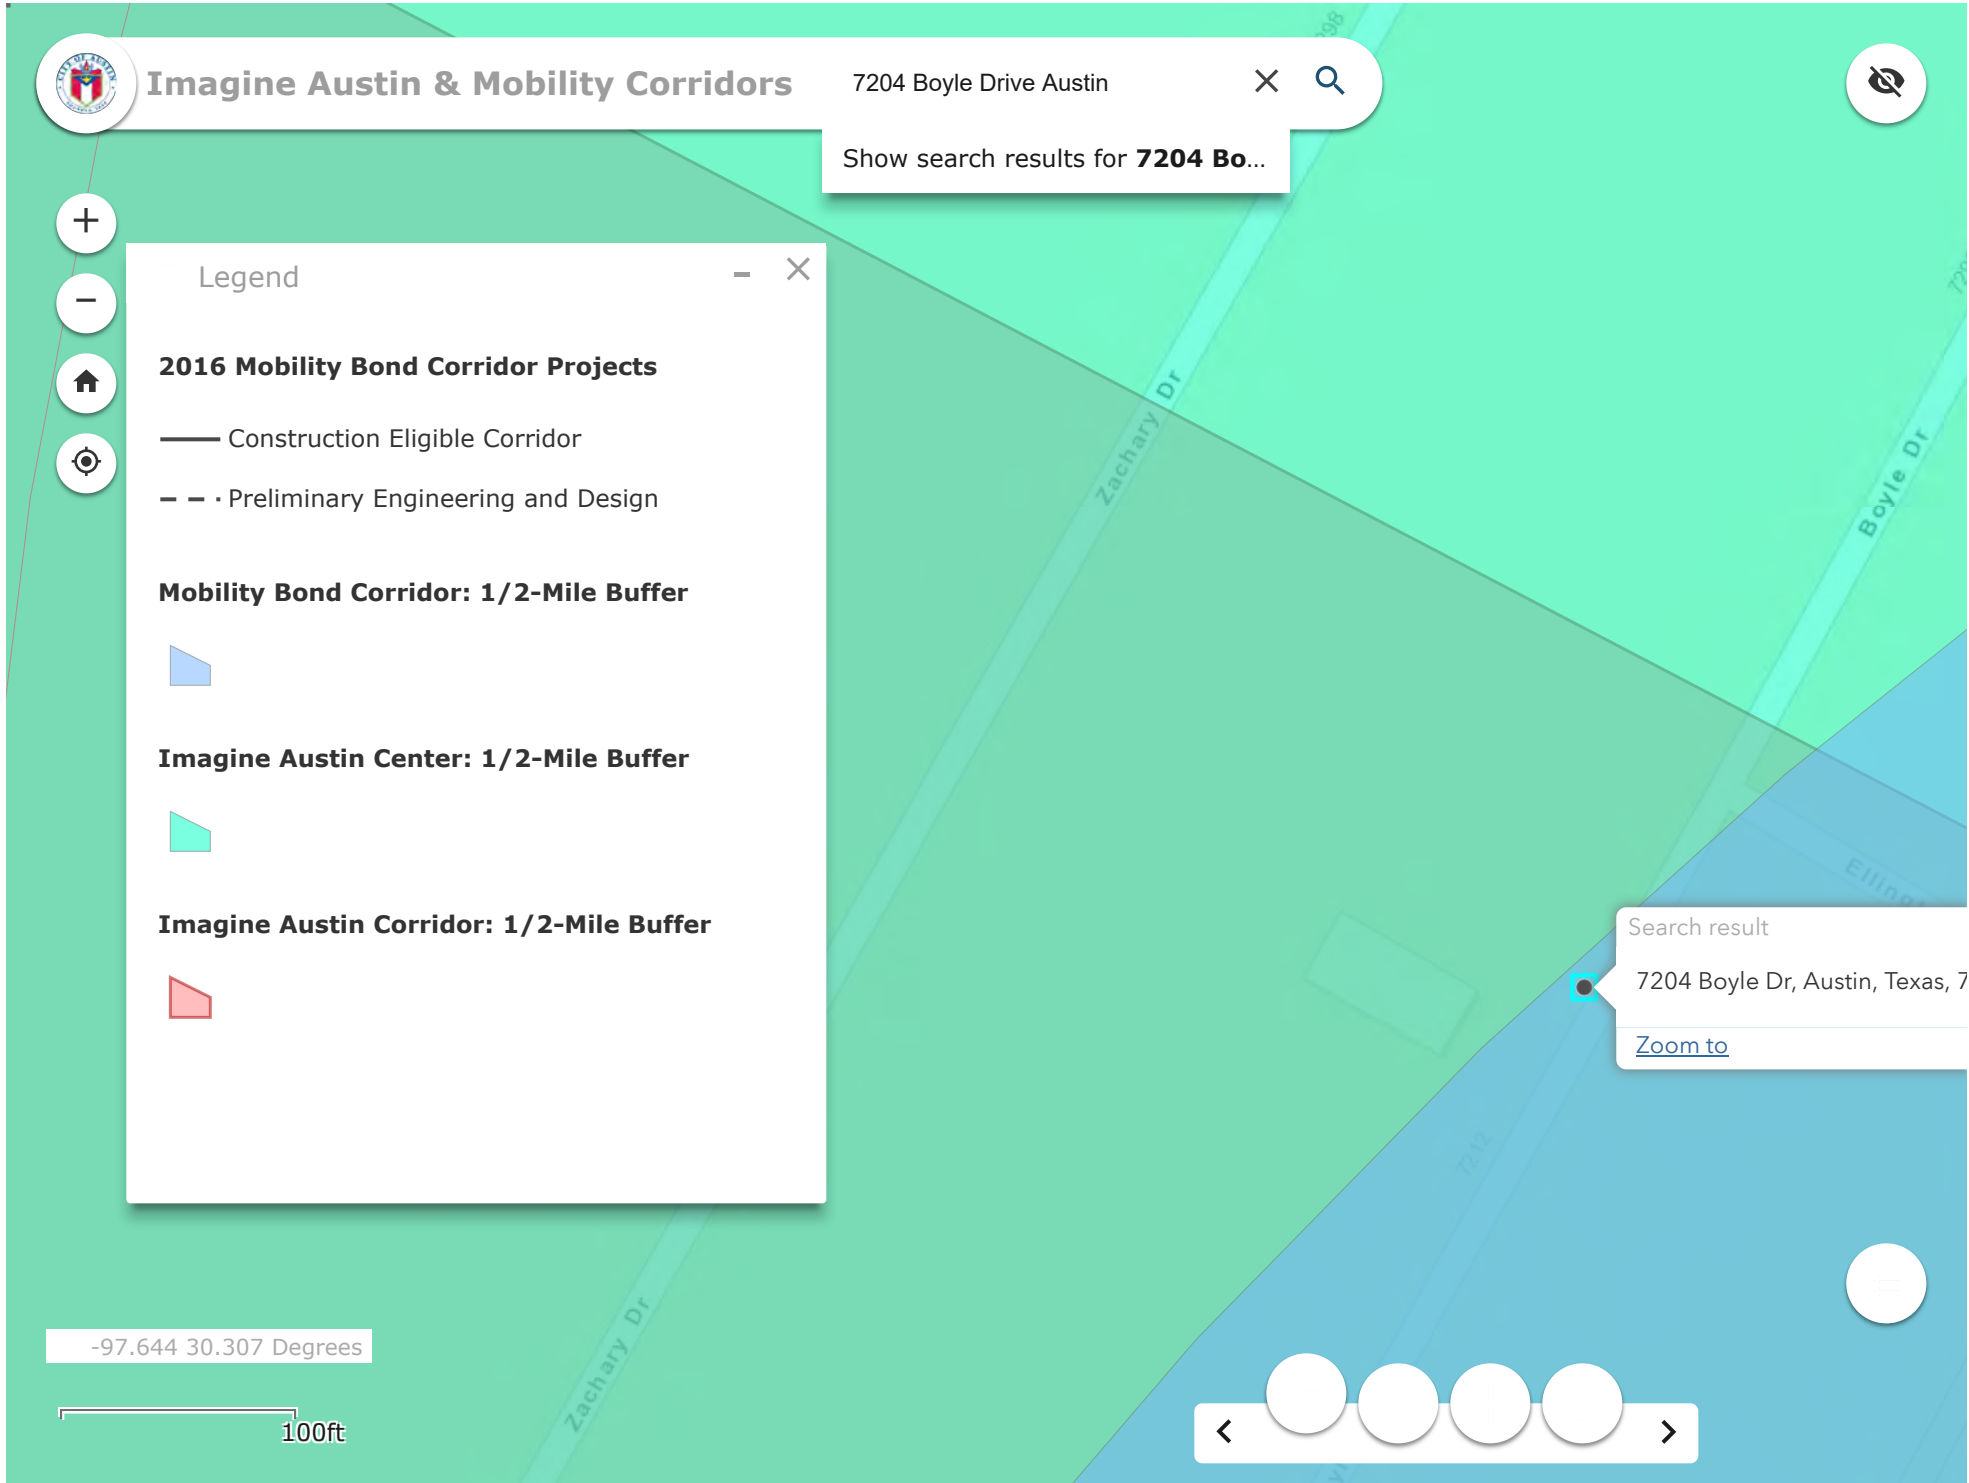 Imagine Austin & Mobility Corridors
7204 Boyle Drive Austin
Show search results for 7204 Bo...
Legend
2016 Mobility Bond Corridor Projects
Construction Eligible Corridor
Preliminary Engineering and Design
Mobility Bond Corridor: 1/2-Mile Buffer
Imagine Austin Center: 1/2-Mile Buffer
Imagine Austin Corridor: 1/2-Mile Buffer
Zachary Dr
Boyle Dr
Search result
7204 Boyle Dr, Austin, Texas, 7
Zoom to
7212
Zachary Dr
-97.644 30.307 Degrees
100ft